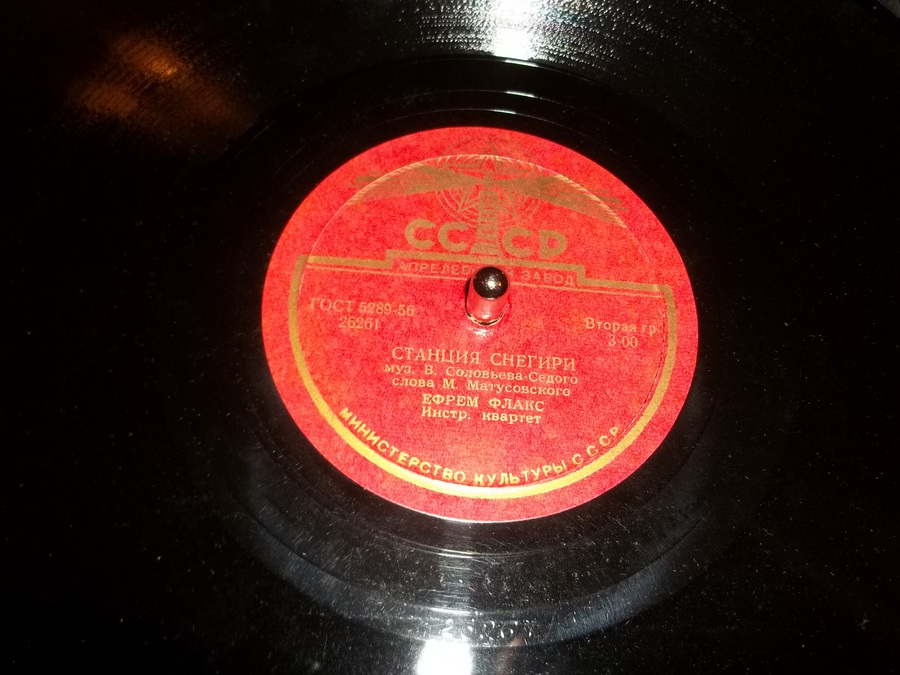 СССР
ЗАВОД
ГОСТ 5289-56
26261
Вторая гр.
3-00
СТАНЦИЯ СНЕГИРИ
муз. В. Соловьева-Седого
слова М. Матусовского
ЕФРЕМ ФЛАКС
Инстр. квартет
МИНИСТЕРСТВО КУЛЬТУРЫ СССР